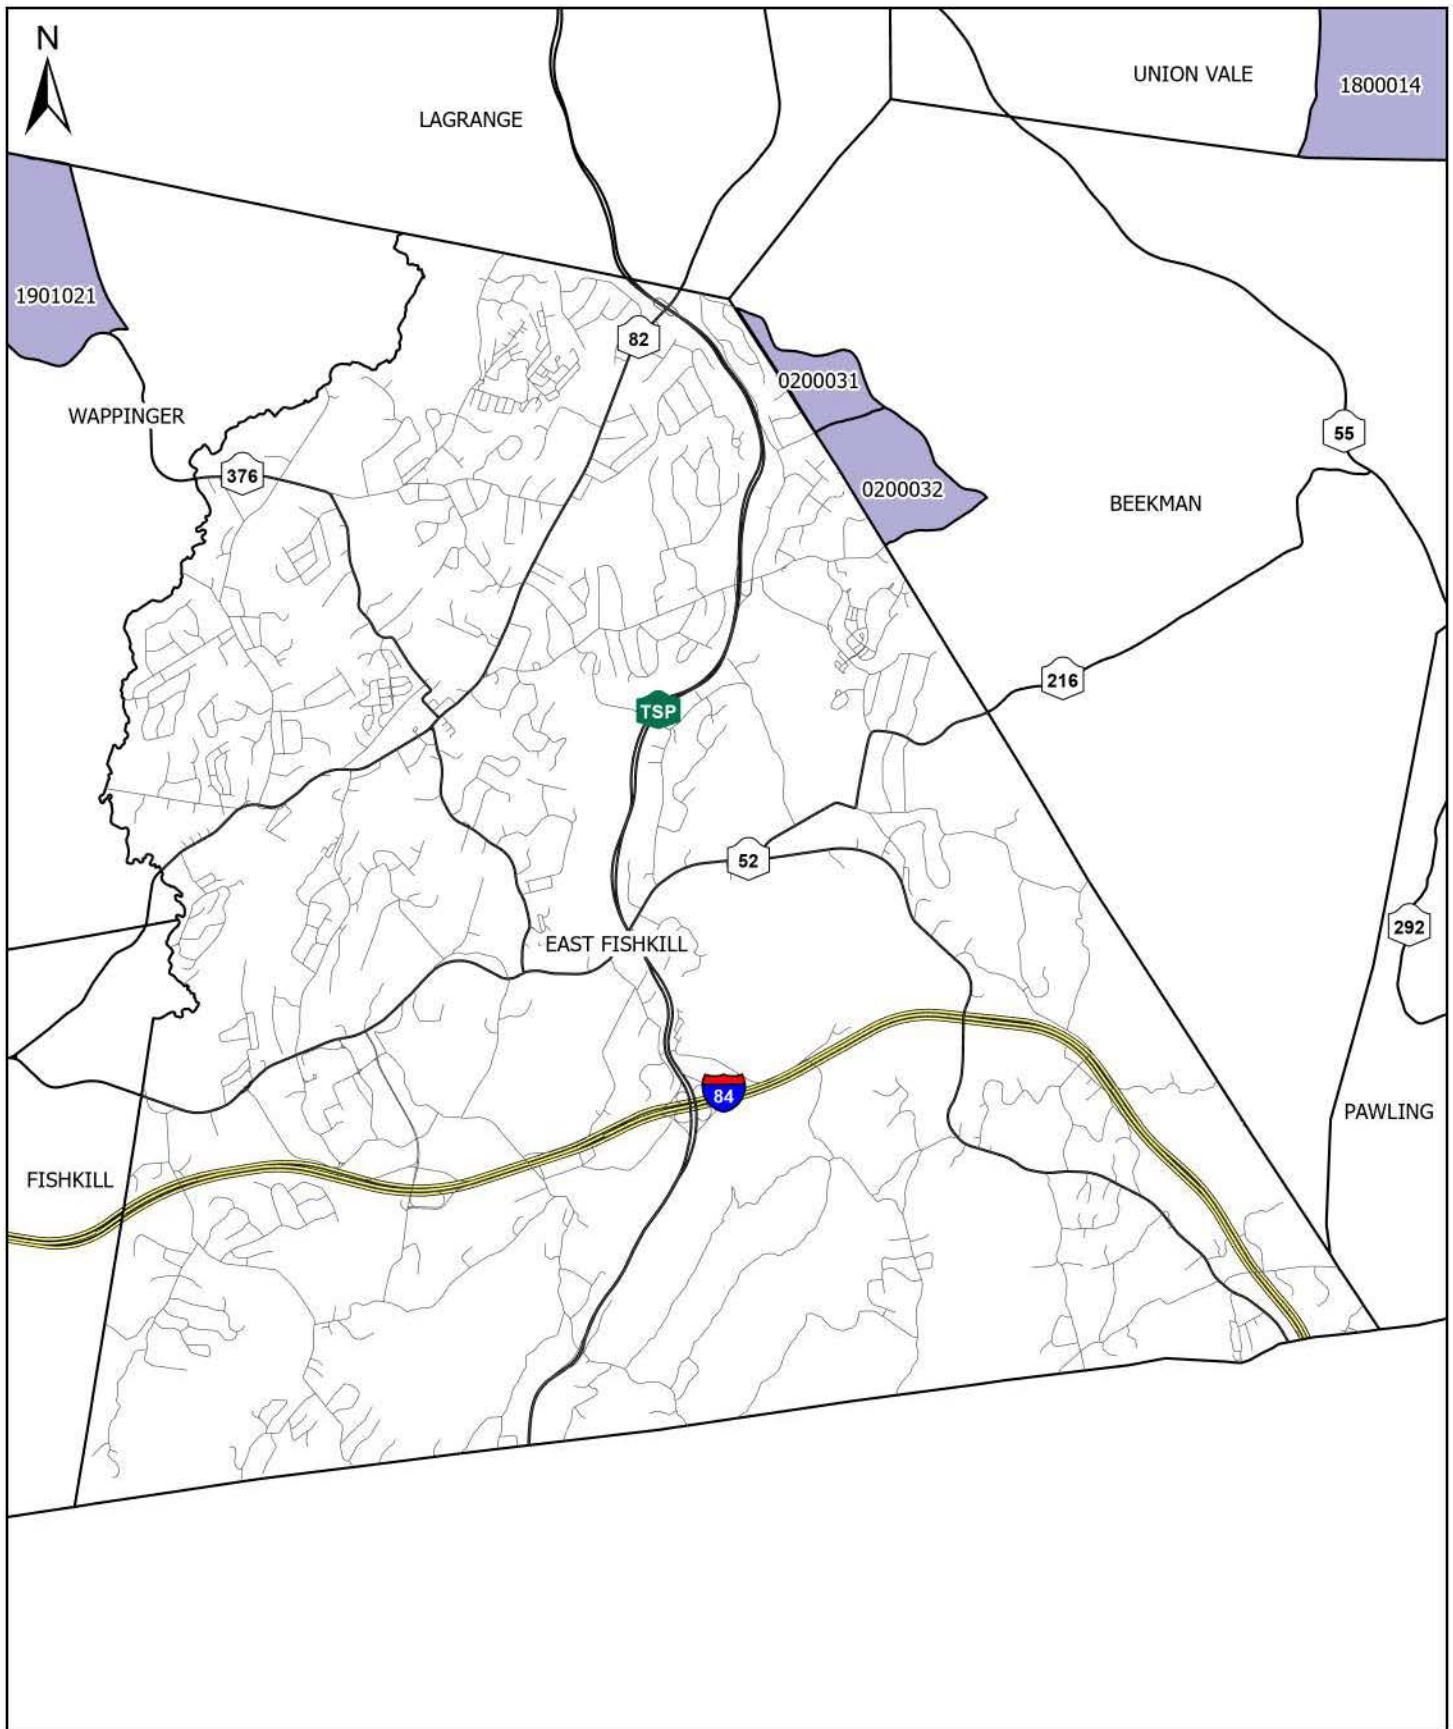 N
UNION VALE
1800014
LAGRANGE
1901021
82
0200031
WAPPINGER
55
376
0200032
BEEKMAN
216
TSP
52
292
EAST FISHKILL
84
PAWLING
FISHKILL